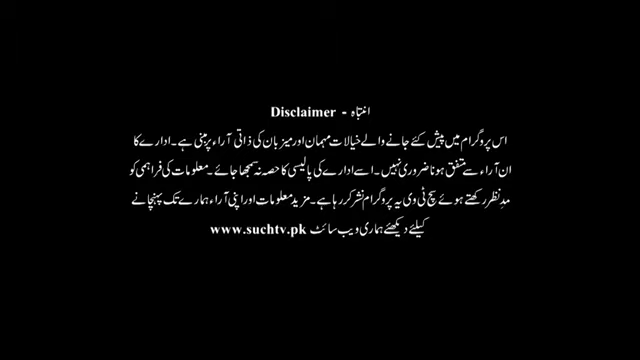 Disclaimer - انتباہ
اس پروگرام میں پیش کئے جانے والے خیالات مہمان اور میزبان کی ذاتی آراء پر مبنی ہے۔ ادارے کا
ان آراء سے متفق ہونا ضروری نہیں۔ اسے ادارے کی پالیسی کا حصہ نہ سمجھا جائے۔ معلومات کی فراہمی کو
مدِنظر رکھتے ہوئے سچ ٹی وی یہ پروگرام نشر کر رہا ہے۔ مزید معلومات اور اپنی آراء ہمارے تک پہنچانے
کیلئے دیکھئے ہماری ویب سائٹ www.suchtv.pk